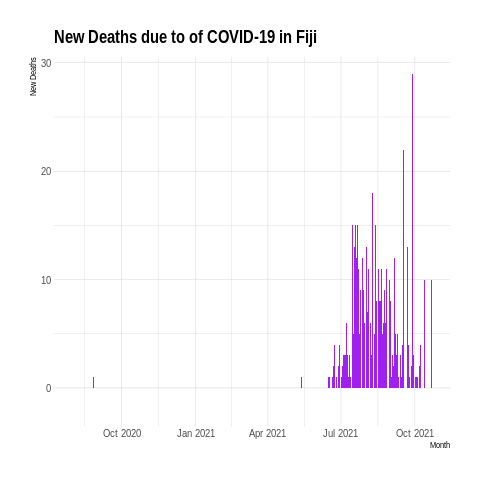 New Deaths due to of COVID-19 in Fiji
New Deaths
30
20
10
0
Oct 2020 Jan 2021 Apr 2021 Jul 2021 Oct 2021
Month